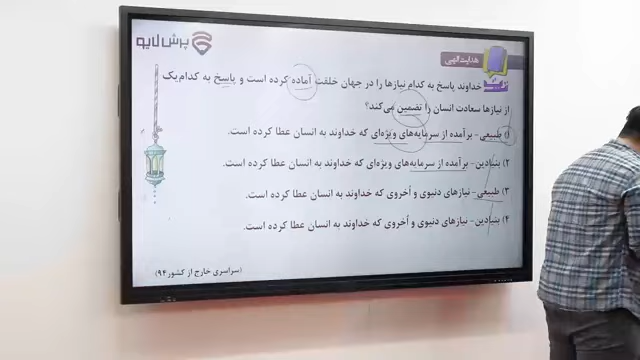 پرش لایو
هدایت الهی
خداوند پاسخ به کدام نیازها را در جهان خلقت آماده کرده است و پاسخ به کدام یک
از نیازها سعادت انسان را تضمین می‌کند؟
۱) طبیعی - برآمده از سرمایه‌های ویژه‌ای که خداوند به انسان عطا کرده است.
۲) بنیادین - برآمده از سرمایه‌های ویژه‌ای که خداوند به انسان عطا کرده است.
۳) طبیعی - نیازهای دنیوی و اُخروی که خداوند به انسان عطا کرده است.
۴) بنیادین - نیازهای دنیوی و اُخروی که خداوند به انسان عطا کرده است.
(سراسری خارج از کشور ۹۴)